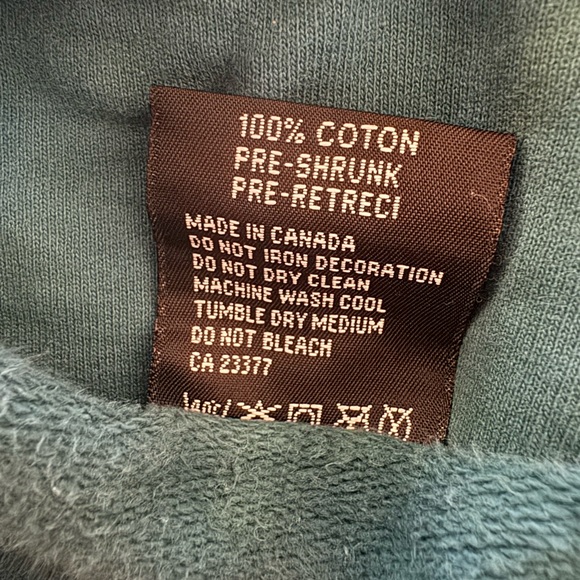 100% COTON
PRE-SHRUNK
PRE-RETRECI
MADE IN CANADA
DO NOT IRON DECORATION
DO NOT DRY CLEAN
MACHINE WASH COOL
TUMBLE DRY MEDIUM
DO NOT BLEACH
CA 23377